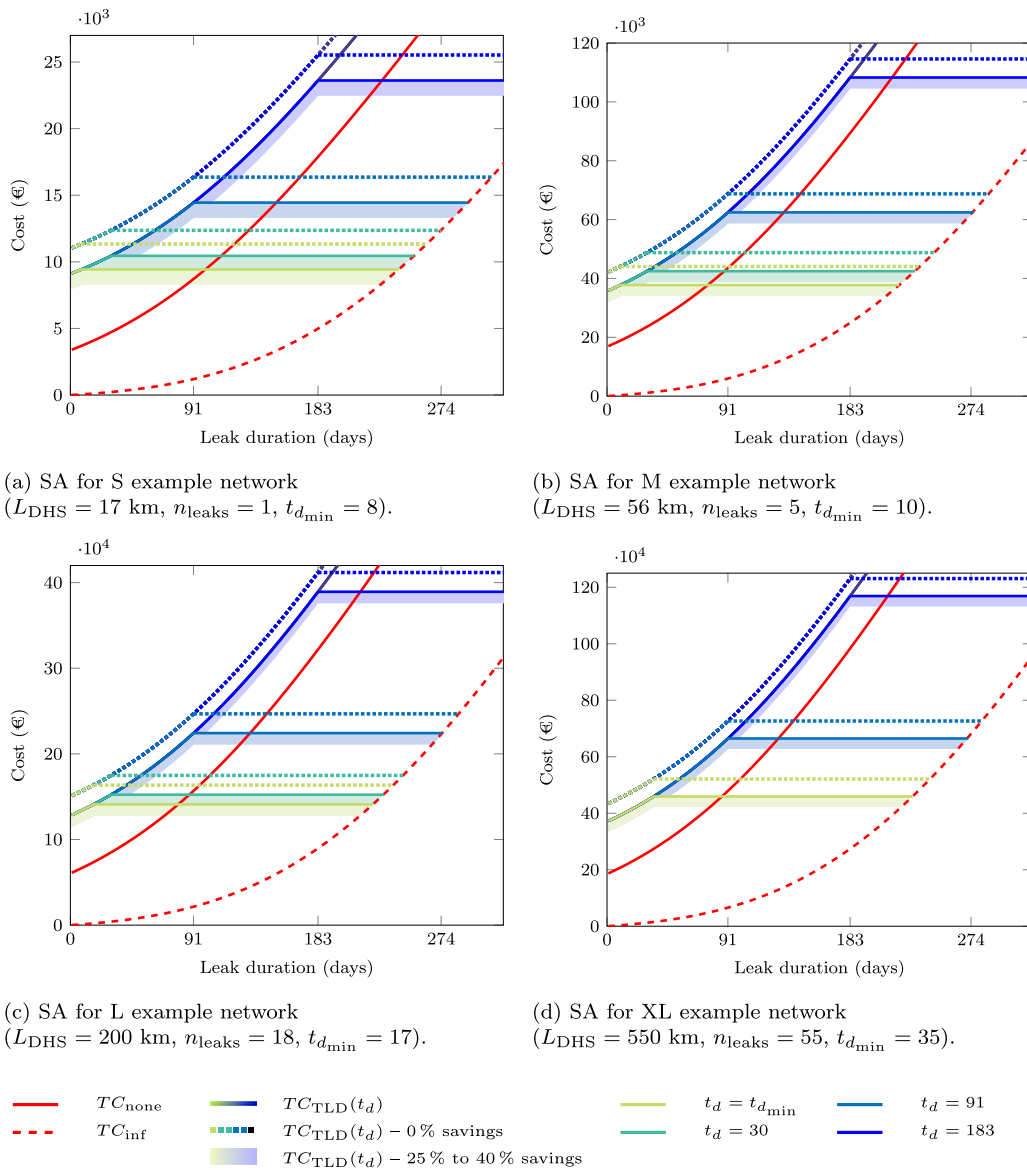 ·10³
25
20
15
10
5
0
0
91
183
274
Cost (€)
Leak duration (days)
(a) SA for S example network
(L_DHS = 17 km, n_leaks = 1, t_d_min = 8).
·10³
120
100
80
60
40
20
0
0
91
183
274
Cost (€)
Leak duration (days)
(b) SA for M example network
(L_DHS = 56 km, n_leaks = 5, t_d_min = 10).
·10⁴
40
30
20
10
0
0
91
183
274
Cost (€)
Leak duration (days)
(c) SA for L example network
(L_DHS = 200 km, n_leaks = 18, t_d_min = 17).
·10⁴
120
100
80
60
40
20
0
0
91
183
274
Cost (€)
Leak duration (days)
(d) SA for XL example network
(L_DHS = 550 km, n_leaks = 55, t_d_min = 35).
TC_none
TC_inf
TC_TLD(t_d)
TC_TLD(t_d) – 0 % savings
TC_TLD(t_d) – 25 % to 40 % savings
t_d = t_d_min
t_d = 30
t_d = 91
t_d = 183